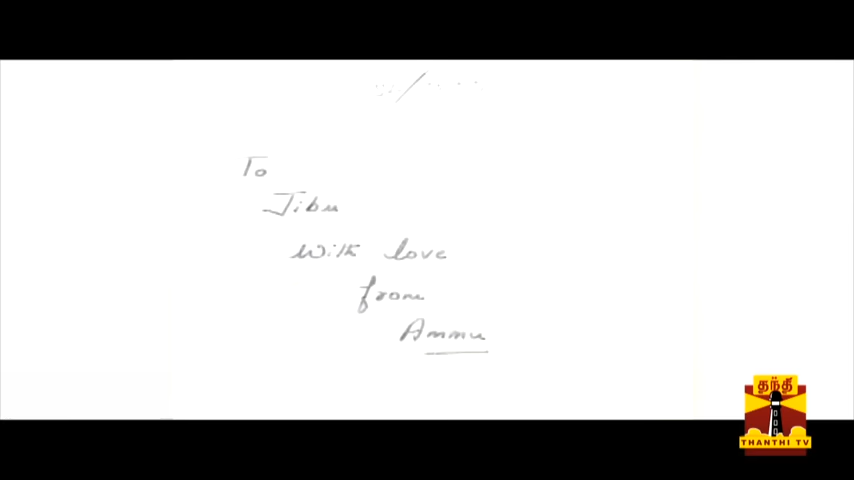 To
Jibu
with love
from
Ammu
தந்தி
THANTHI TV